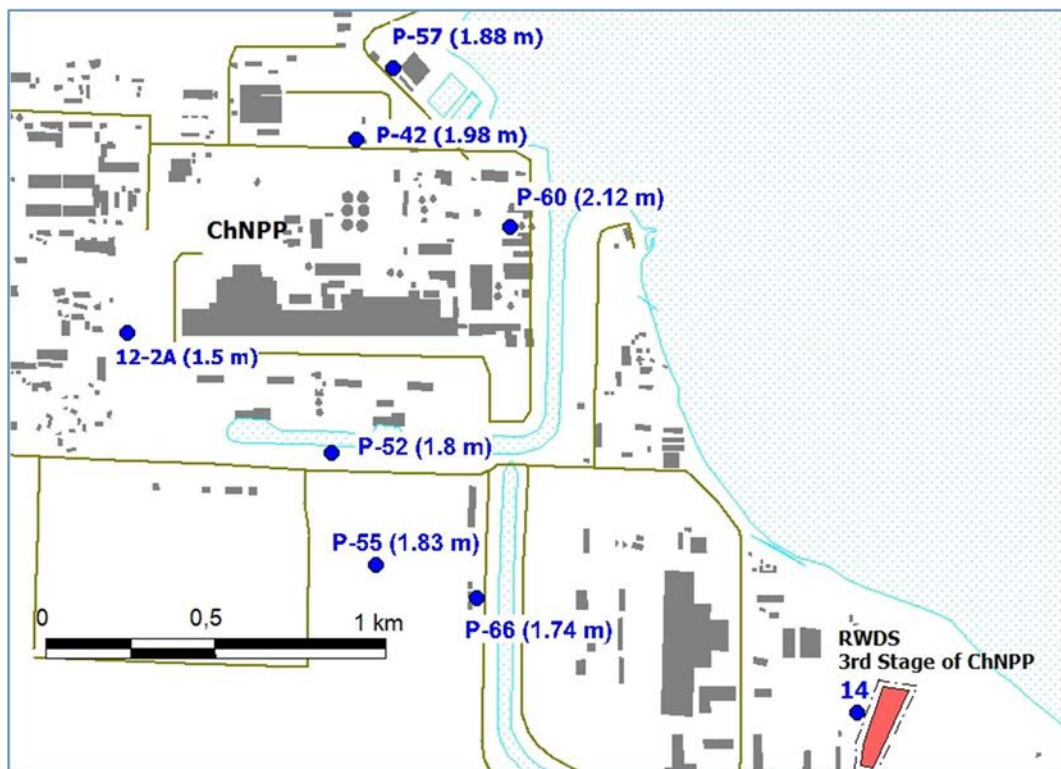 P-57 (1.88 m)
P-42 (1.98 m)
P-60 (2.12 m)
ChNPP
12-2A (1.5 m)
P-52 (1.8 m)
P-55 (1.83 m)
0 0,5 1 km
P-66 (1.74 m)
RWDS
3rd Stage of ChNPP
14